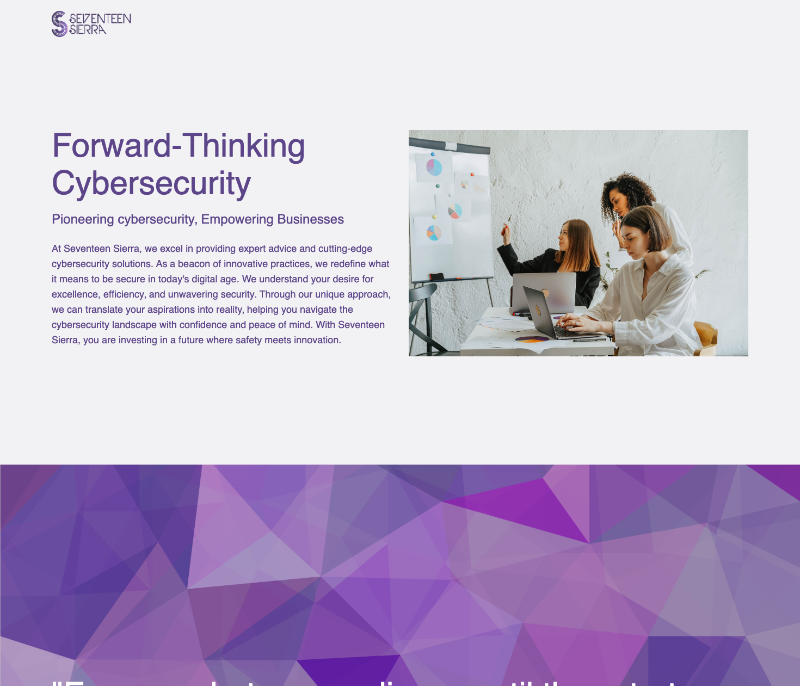 SEVENTEEN
SIERRA
Forward-Thinking
Cybersecurity
Pioneering cybersecurity, Empowering Businesses
At Seventeen Sierra, we excel in providing expert advice and cutting-edge
cybersecurity solutions. As a beacon of innovative practices, we redefine what
it means to be secure in today's digital age. We understand your desire for
excellence, efficiency, and unwavering security. Through our unique approach,
we can translate your aspirations into reality, helping you navigate the
cybersecurity landscape with confidence and peace of mind. With Seventeen
Sierra, you are investing in a future where safety meets innovation.